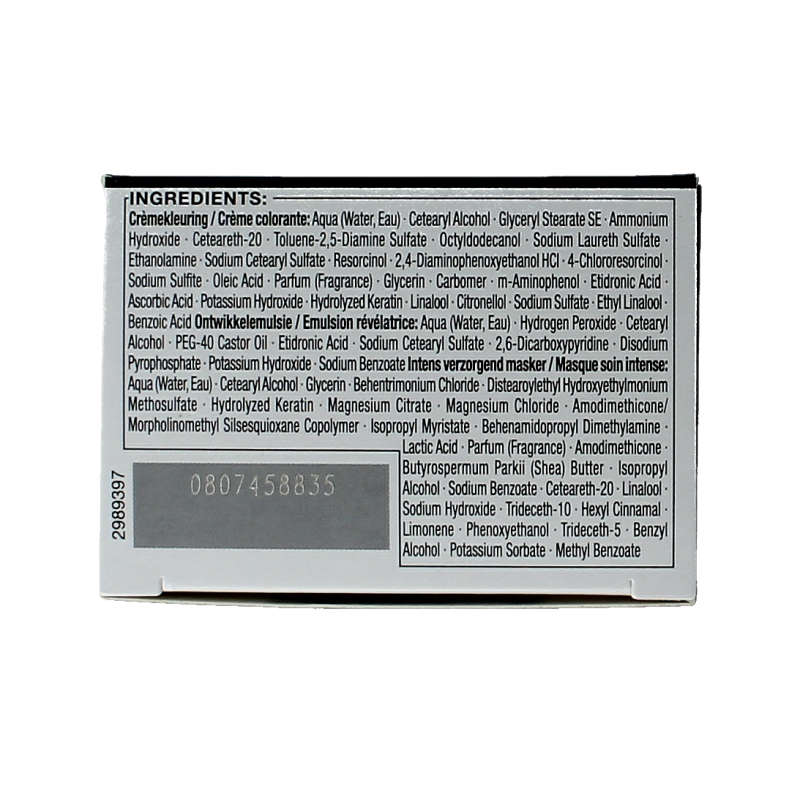 INGREDIENTS:
Crèmekleuring / Crème colorante: Aqua (Water, Eau) · Cetearyl Alcohol · Glyceryl Stearate SE · Ammonium
Hydroxide · Ceteareth-20 · Toluene-2,5-Diamine Sulfate · Octyldodecanol · Sodium Laureth Sulfate ·
Ethanolamine · Sodium Cetearyl Sulfate · Resorcinol · 2,4-Diaminophenoxyethanol HCl · 4-Chlororesorcinol ·
Sodium Sulfite · Oleic Acid · Parfum (Fragrance) · Glycerin · Carbomer · m-Aminophenol · Etidronic Acid ·
Ascorbic Acid · Potassium Hydroxide · Hydrolyzed Keratin · Linalool · Citronellol · Sodium Sulfate · Ethyl Linalool ·
Benzoic Acid Ontwikkelemulsie / Emulsion révélatrice: Aqua (Water, Eau) · Hydrogen Peroxide · Cetearyl
Alcohol · PEG-40 Castor Oil · Etidronic Acid · Sodium Cetearyl Sulfate · 2,6-Dicarboxypyridine · Disodium
Pyrophosphate · Potassium Hydroxide · Sodium Benzoate Intens verzorgend masker / Masque soin intense:
Aqua (Water, Eau) · Cetearyl Alcohol · Glycerin · Behentrimonium Chloride · Distearoylethyl Hydroxyethylmonium
Methosulfate · Hydrolyzed Keratin · Magnesium Citrate · Magnesium Chloride · Amodimethicone/
Morpholinomethyl Silsesquioxane Copolymer · Isopropyl Myristate · Behenamidopropyl Dimethylamine ·
Lactic Acid · Parfum (Fragrance) · Amodimethicone ·
Butyrospermum Parkii (Shea) Butter · Isopropyl
Alcohol · Sodium Benzoate · Ceteareth-20 · Linalool ·
Sodium Hydroxide · Trideceth-10 · Hexyl Cinnamal ·
Limonene · Phenoxyethanol · Trideceth-5 · Benzyl
Alcohol · Potassium Sorbate · Methyl Benzoate
0807458835
2989397